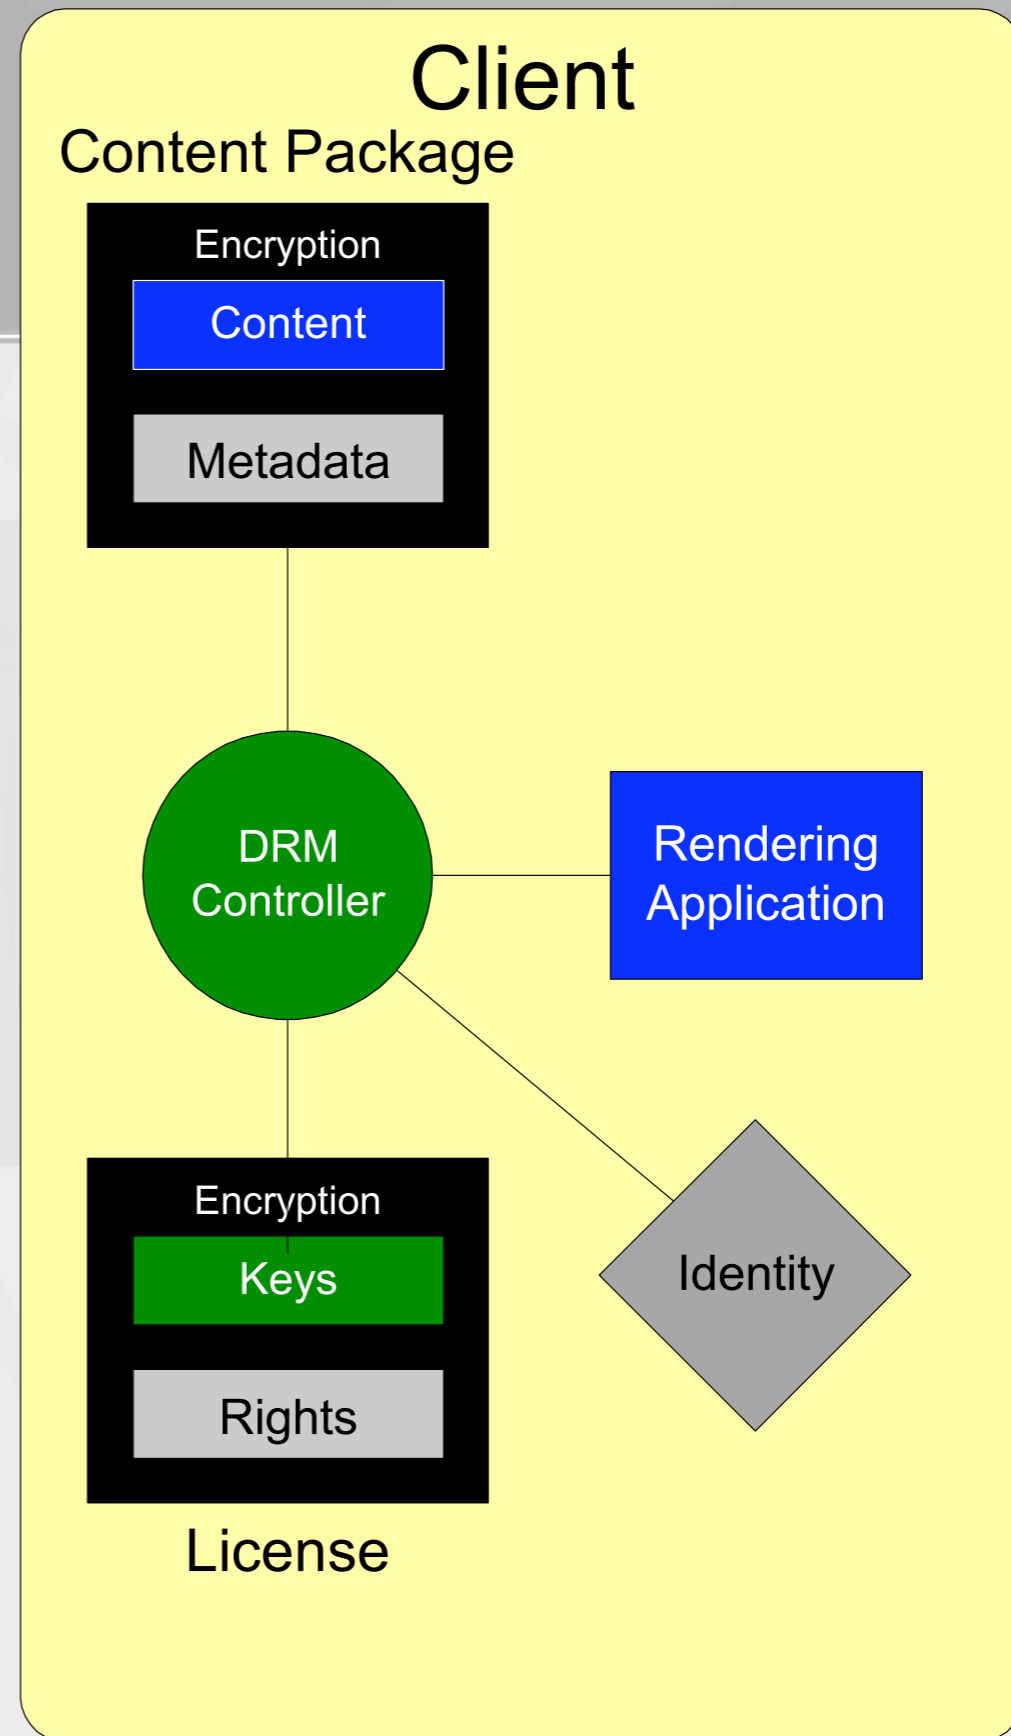 Client
Content Package
Encryption
Content
Metadata
DRM
Controller
Rendering
Application
Encryption
Keys
Rights
Identity
License